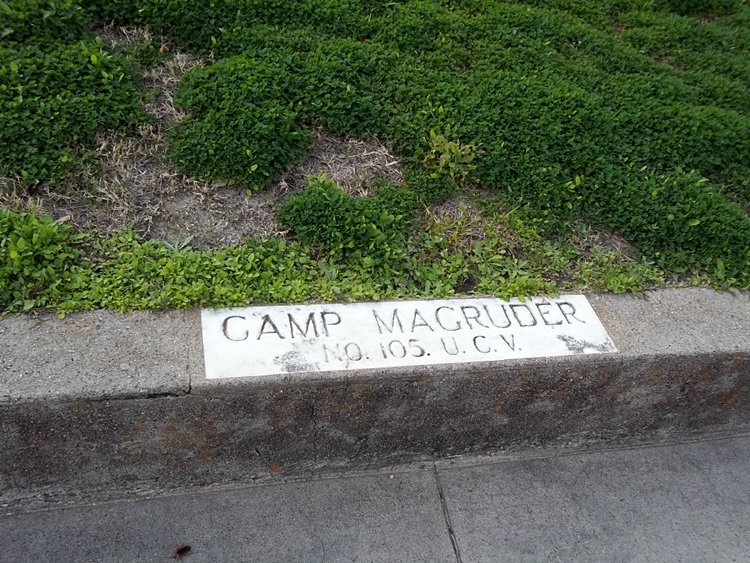 CAMP MAGRUDER
NO. 105. U. C. V.